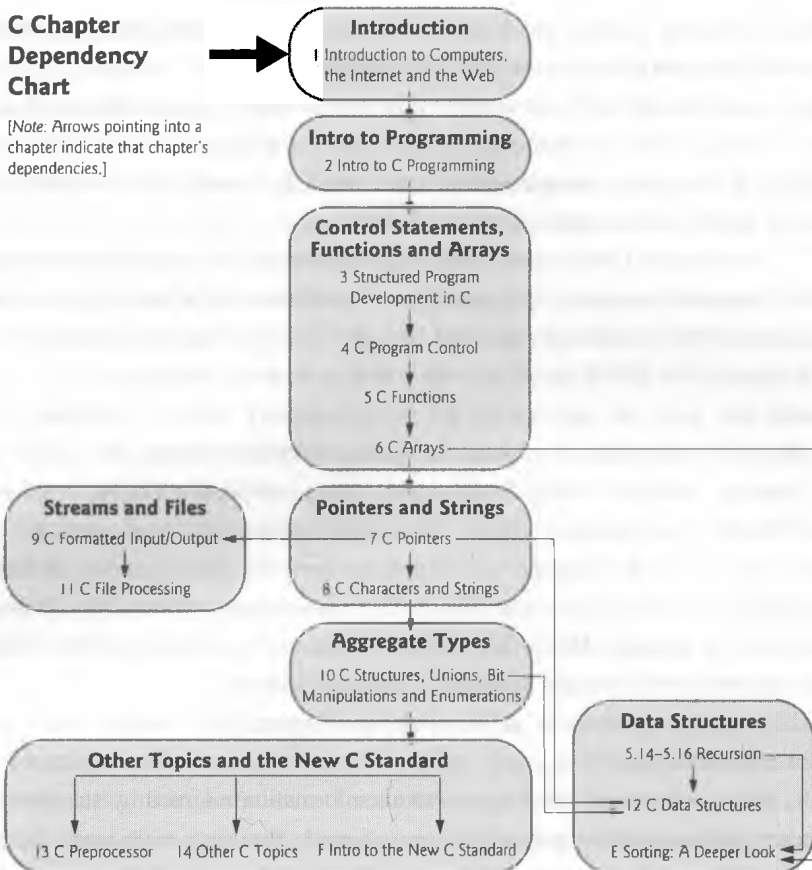 C Chapter
Dependency
Chart
[Note: Arrows pointing into a
chapter indicate that chapter's
dependencies.]
Introduction
1 Introduction to Computers,
the Internet and the Web
Intro to Programming
2 Intro to C Programming
Control Statements,
Functions and Arrays
3 Structured Program
Development in C
4 C Program Control
5 C Functions
6 C Arrays
Streams and Files
9 C Formatted Input/Output
11 C File Processing
Pointers and Strings
7 C Pointers
8 C Characters and Strings
Aggregate Types
10 C Structures, Unions, Bit
Manipulations and Enumerations
Other Topics and the New C Standard
13 C Preprocessor
14 Other C Topics
F Intro to the New C Standard
Data Structures
5.14–5.16 Recursion
12 C Data Structures
E Sorting: A Deeper Look